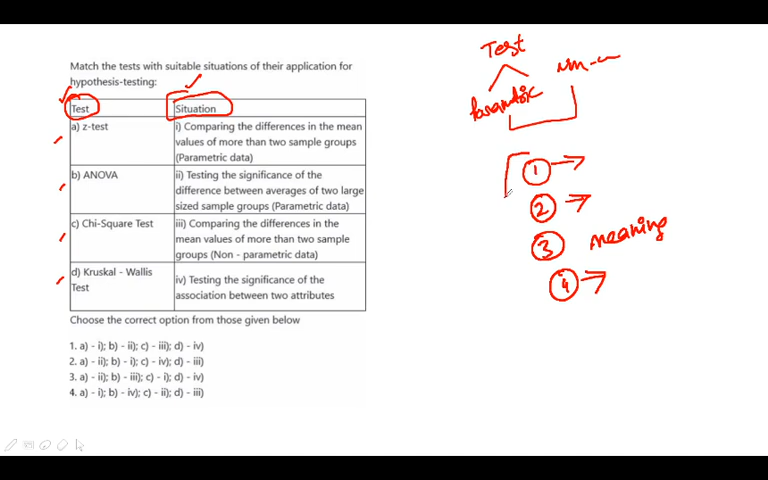 Match the tests with suitable situations of their application for
hypothesis-testing:
Test
Situation
a) z-test
i) Comparing the differences in the mean
values of more than two sample groups
(Parametric data)
b) ANOVA
ii) Testing the significance of the
difference between averages of two large
sized sample groups (Parametric data)
c) Chi-Square Test
iii) Comparing the differences in the
mean values of more than two sample
groups (Non - parametric data)
d) Kruskal - Wallis
Test
iv) Testing the significance of the
association between two attributes
Choose the correct option from those given below
1. a) - i); b) - ii); c) - iii); d) - iv)
2. a) - ii); b) - i); c) - iv); d) - iii)
3. a) - ii); b) - iii); c) - i); d) - iv)
4. a) - i); b) - iv); c) - ii); d) - iii)
Test
1
2
3 meaning
4